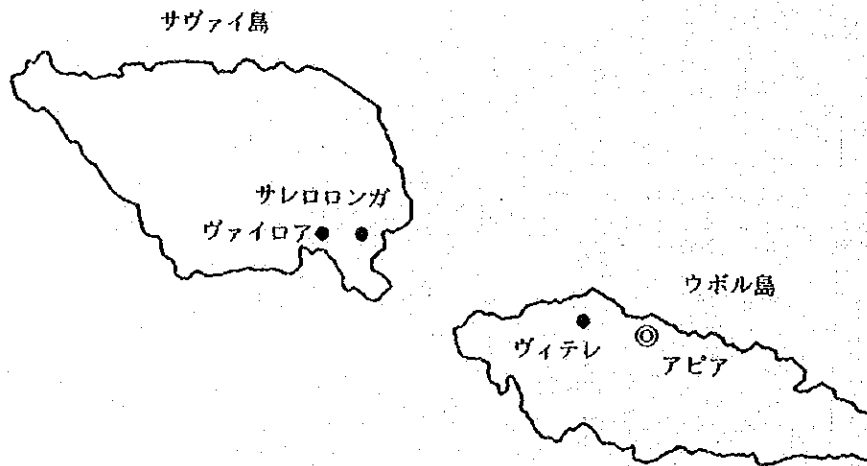 サヴァイ島
サレロロンガ
ヴァイロア
ウポル島
ヴィテレ
アピア